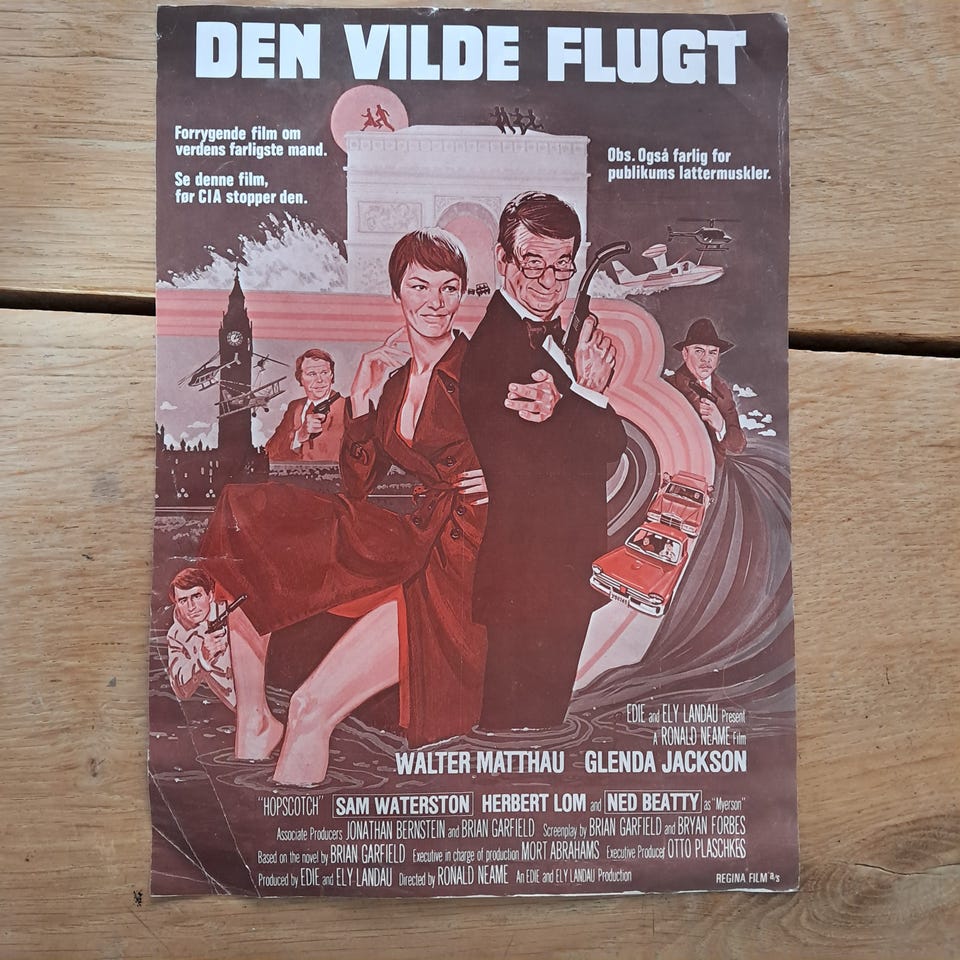 DEN VILDE FLUGT
Forrygende film om
verdens farligste mand.
Se denne film,
før CIA stopper den.
Obs. Også farlig for
publikums lattermuskler.
EDIE and ELY LANDAU Present
A RONALD NEAME Film
WALTER MATTHAU GLENDA JACKSON
"HOPSCOTCH" SAM WATERSTON HERBERT LOM and NED BEATTY as "Myerson"
Associate Producers JONATHAN BERNSTEIN and BRIAN GARFIELD Screenplay by BRIAN GARFIELD and BRYAN FORBES
Based on the novel by BRIAN GARFIELD Executive in charge of production MORT ABRAHAMS Executive Producer OTTO PLASCHKES
Produced by EDIE and ELY LANDAU Directed by RONALD NEAME An EDIE and ELY LANDAU Production
REGINA FILM A/S